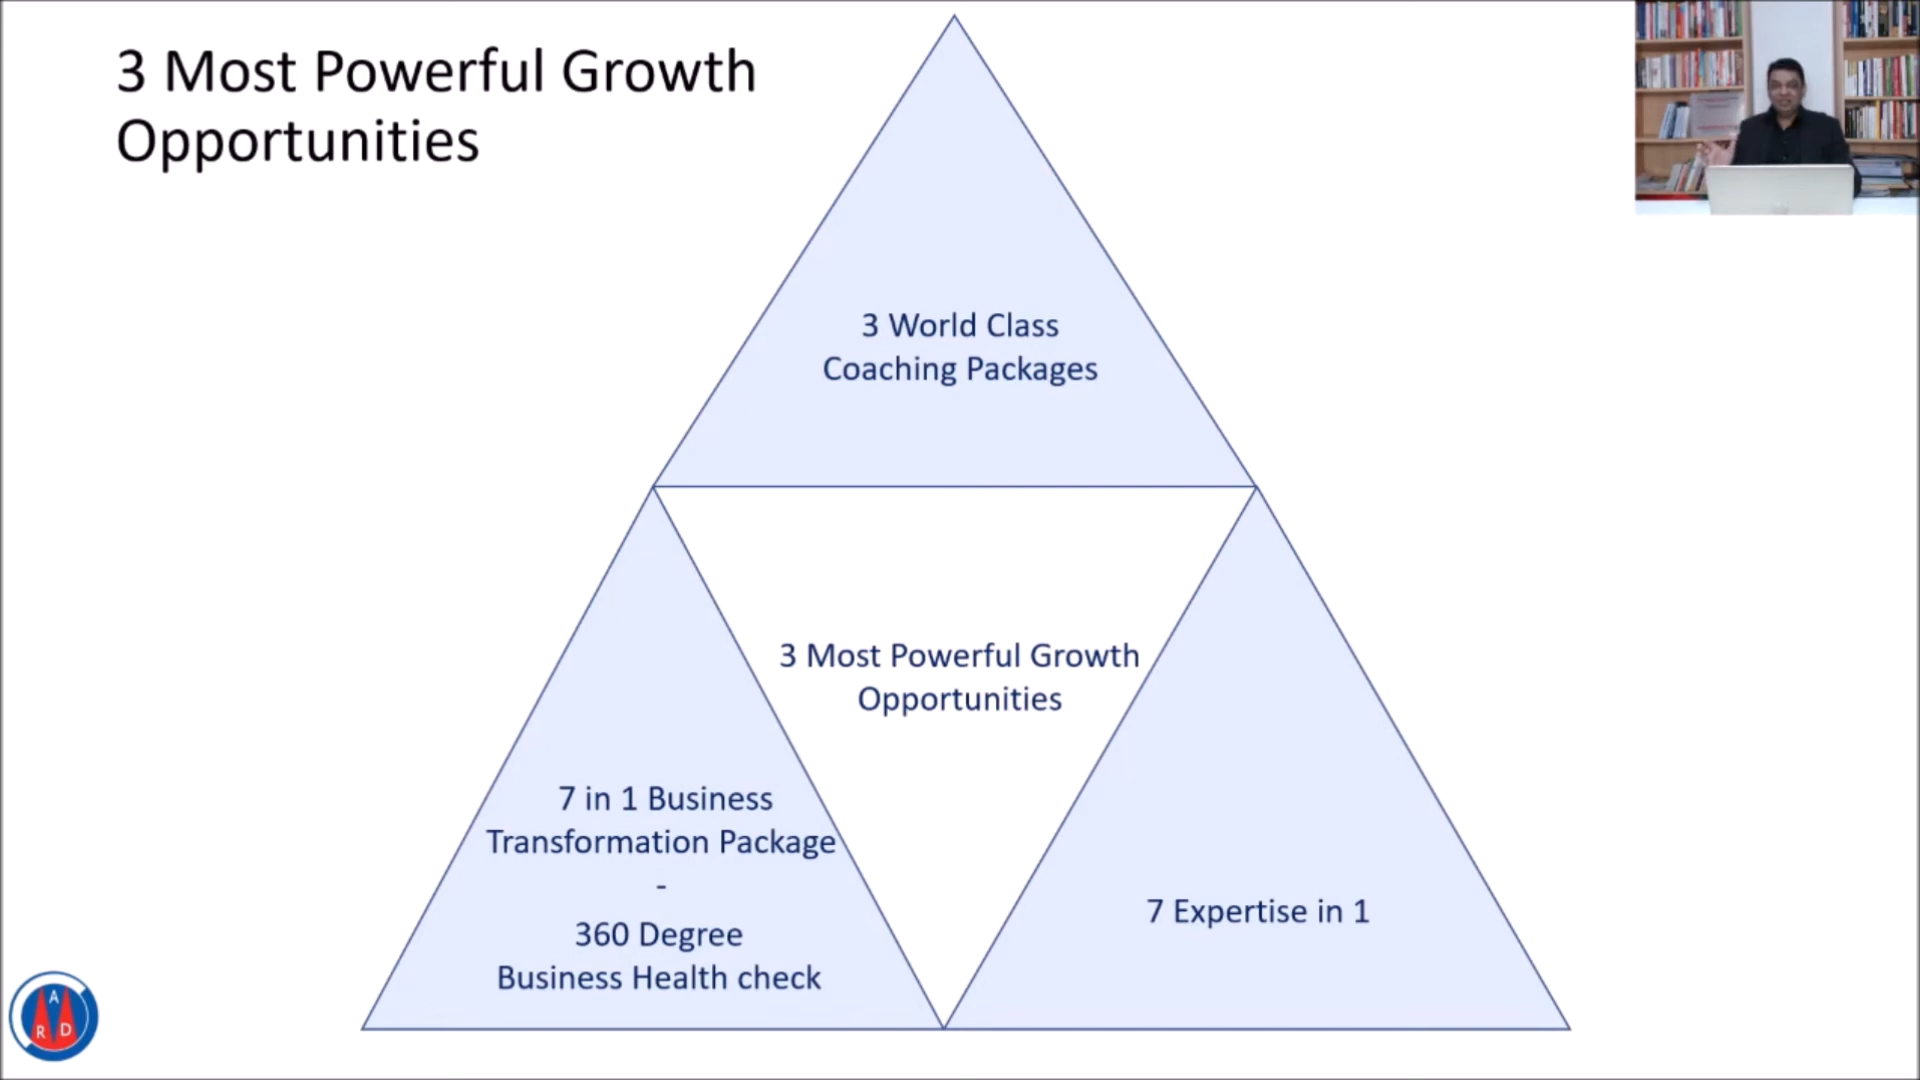 3 Most Powerful Growth
Opportunities
3 World Class
Coaching Packages
3 Most Powerful Growth
Opportunities
7 in 1 Business
Transformation Package
-
360 Degree
Business Health check
7 Expertise in 1
A
R D